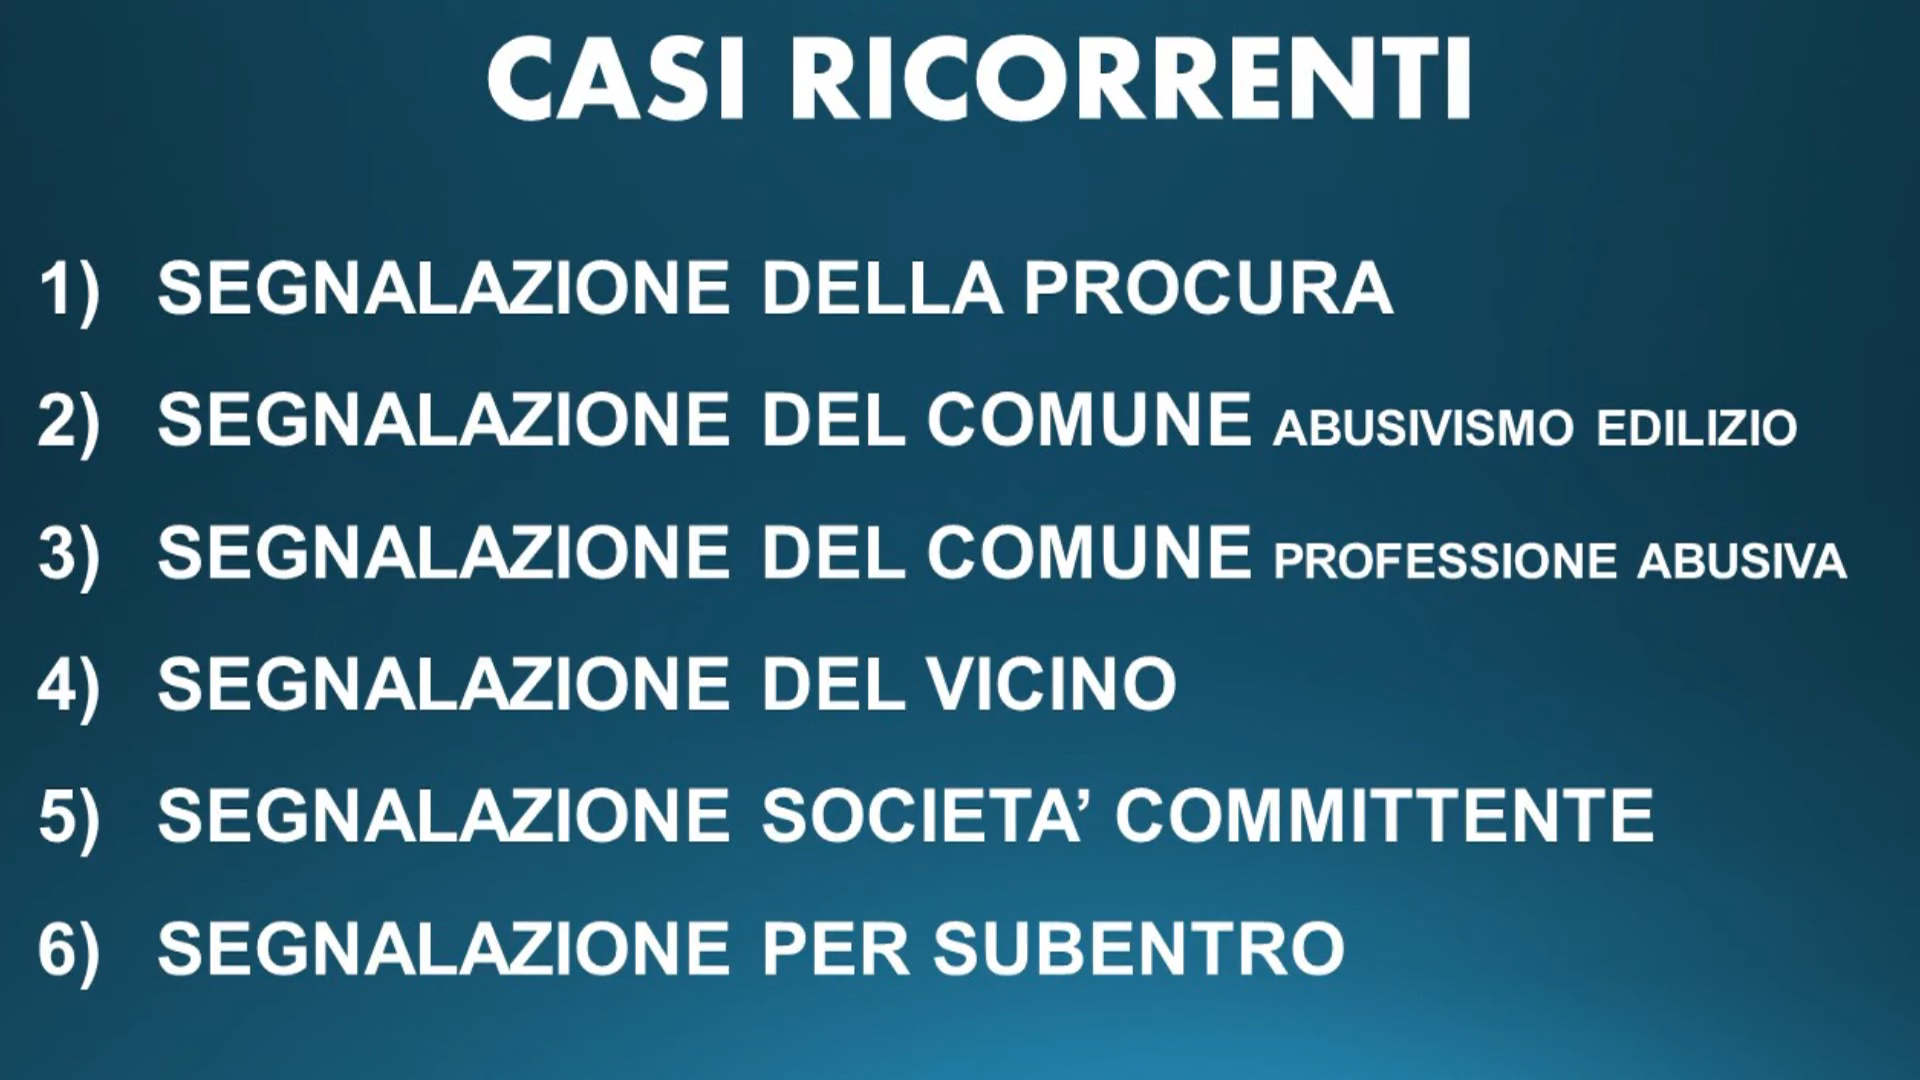 CASI RICORRENTI
1) SEGNALAZIONE DELLA PROCURA
2) SEGNALAZIONE DEL COMUNE ABUSIVISMO EDILIZIO
3) SEGNALAZIONE DEL COMUNE PROFESSIONE ABUSIVA
4) SEGNALAZIONE DEL VICINO
5) SEGNALAZIONE SOCIETA’ COMMITTENTE
6) SEGNALAZIONE PER SUBENTRO